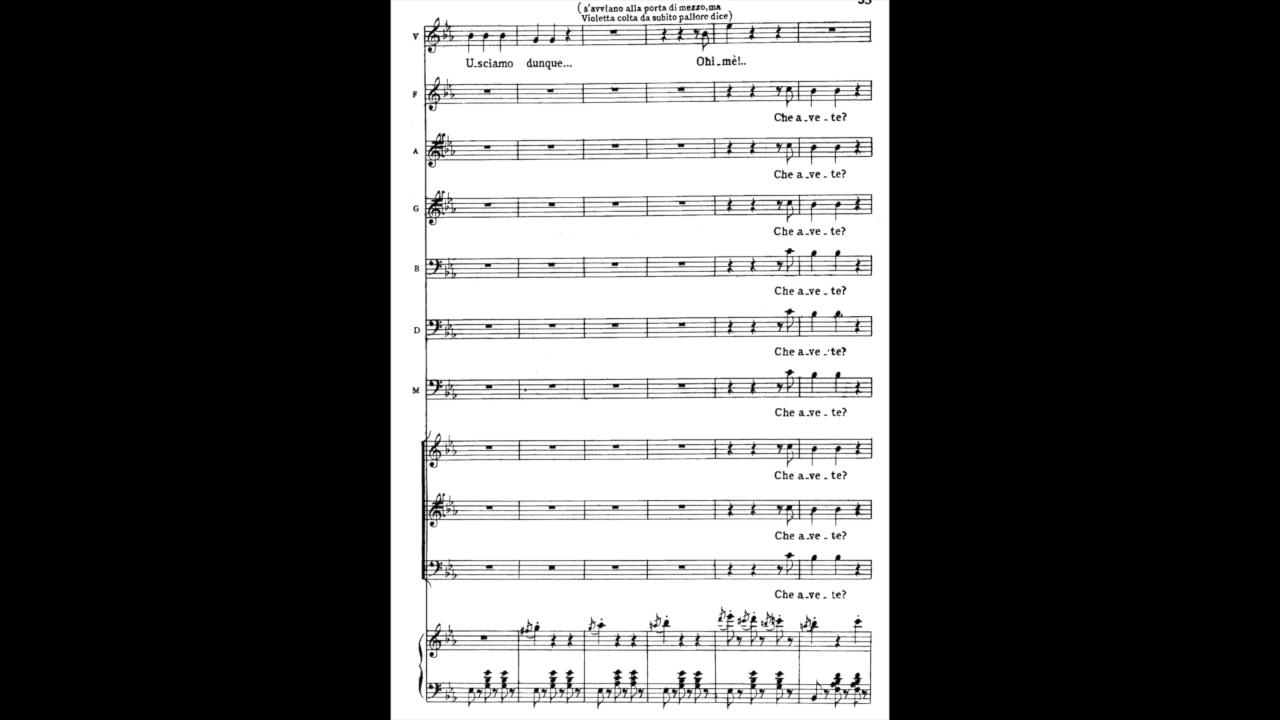 (s'avviano alla porta di mezzo, ma
Violetta colta da subito pallore dice)
V
U_sciamo dunque... Ohi_mè!..
F
Che a_ve_te?
A
Che a_ve_te?
G
Che a_ve_te?
B
Che a_ve_te?
D
Che a_ve_te?
M
Che a_ve_te?
Che a_ve_te?
Che a_ve_te?
Che a_ve_te?